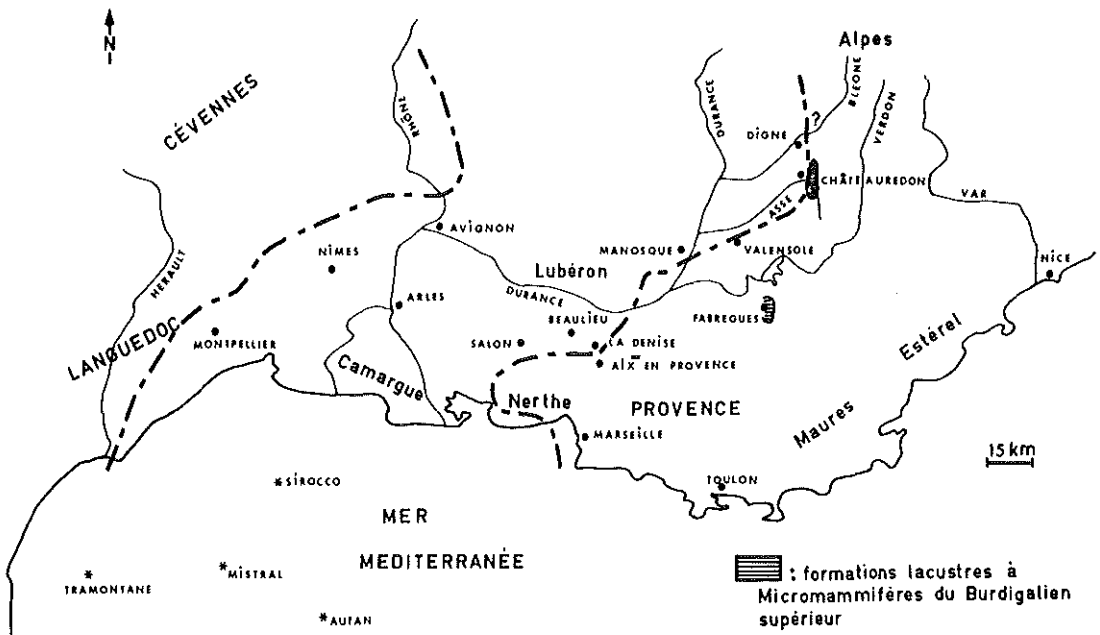 N
Alpes
CÉVENNES
RHÔNE
DURANCE
BLEONE
VERDON
?
DIGNE
CHÂTEAUREDON
ASSE
VAR
AVIGNON
MANOSQUE
VALENSOLE
NÎMES
HERAULT
Lubéron
NICE
DURANCE
ARLES
BEAULIEU
FABREGUES
Estérel
LANGUEDOC
MONTPELLIER
SALON
LA DENISE
AIX EN PROVENCE
Camargue
Nerthe
PROVENCE
Maures
MARSEILLE
15 km
TOULON
*SIROCCO
MER
MEDITERRANÉE
*
TRAMONTANE
*MISTRAL
*AUTAN
: formations lacustres à
Micromammifères du Burdigalien
supérieur